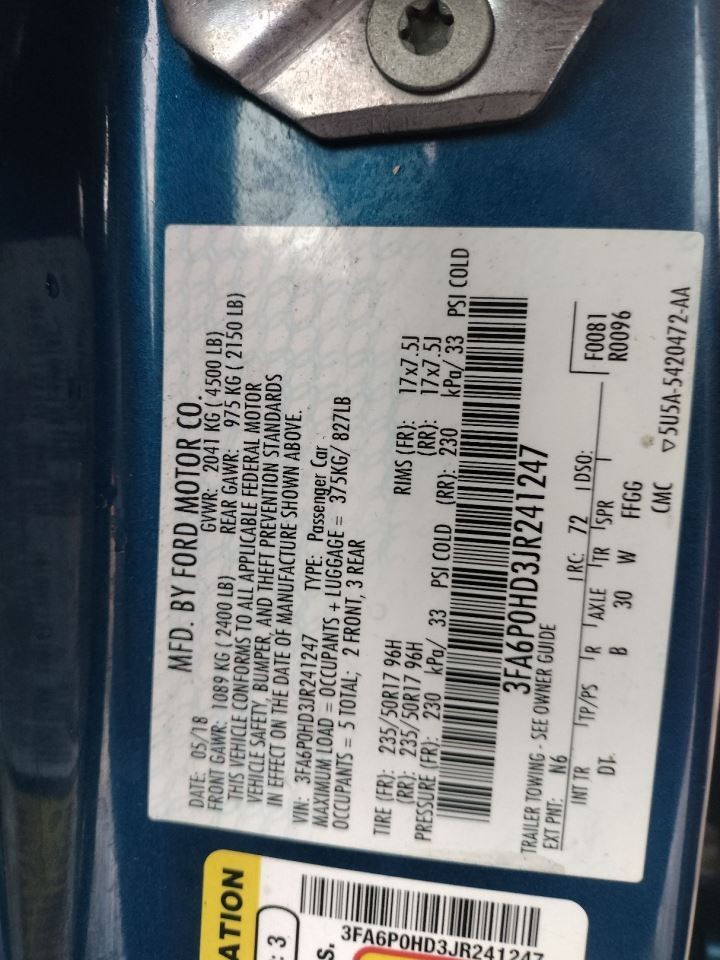 MFD. BY FORD MOTOR CO.
DATE: 05/18 GVWR: 2041 KG ( 4500 LB)
FRONT GAWR: 1089 KG ( 2400 LB) REAR GAWR: 975 KG ( 2150 LB)
THIS VEHICLE CONFORMS TO ALL APPLICABLE FEDERAL MOTOR
VEHICLE SAFETY, BUMPER, AND THEFT PREVENTION STANDARDS
IN EFFECT ON THE DATE OF MANUFACTURE SHOWN ABOVE.
VIN: 3FA6P0HD3JR241247 TYPE: Passenger Car
MAXIMUM LOAD = OCCUPANTS + LUGGAGE = 375KG/ 827LB
OCCUPANTS = 5 TOTAL; 2 FRONT, 3 REAR
TIRE (FR): 235/50R17 96H RIMS (FR): 17x7.5J
(RR): 235/50R17 96H (RR): 17x7.5J
PRESSURE (FR): 230 kPa/ 33 PSI COLD (RR): 230 kPa/ 33 PSI COLD
3FA6P0HD3JR241247
TRAILER TOWING - SEE OWNER GUIDE
EXT PNT: N6 RC: 72 DSO: F0081
R0096
INT TR TP/PS R AXLE TR SPR
DT. B 30 W FFGG
CMC ▽5U5A-5420472-AA
ATION
: 3
s.
3FA6P0HD3JR241247